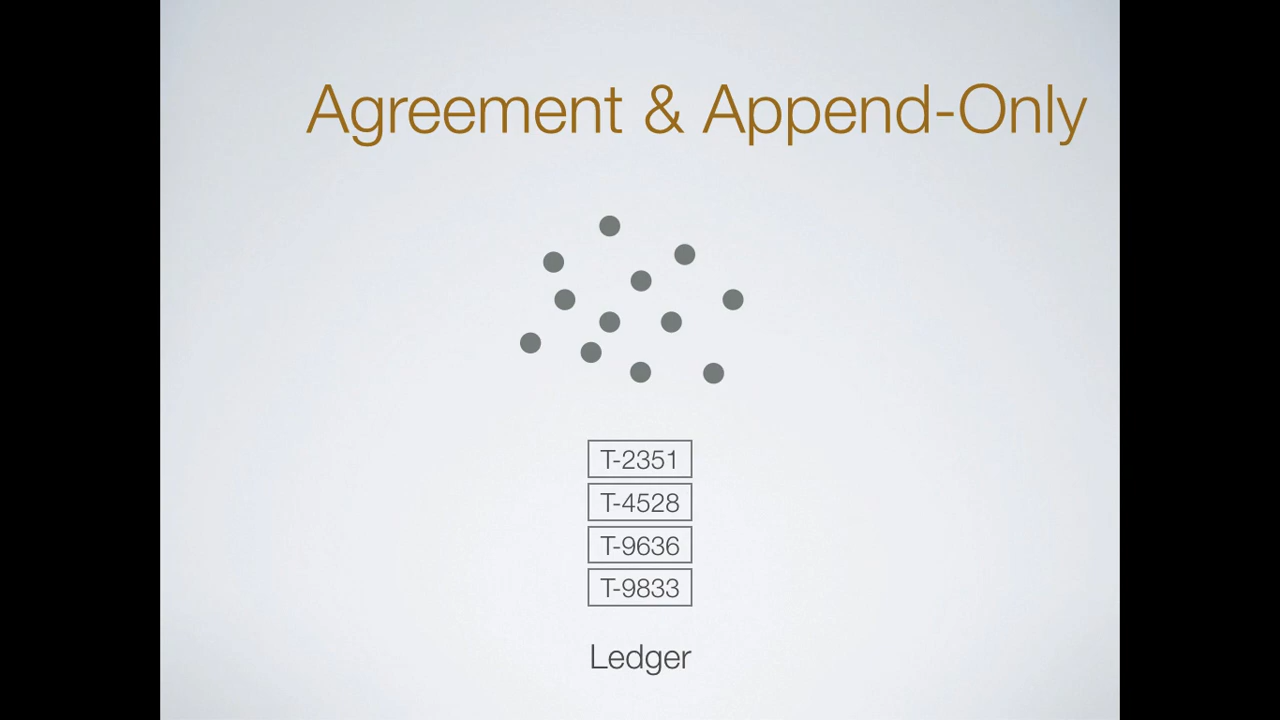 Agreement & Append-Only
T-2351
T-4528
T-9636
T-9833
Ledger